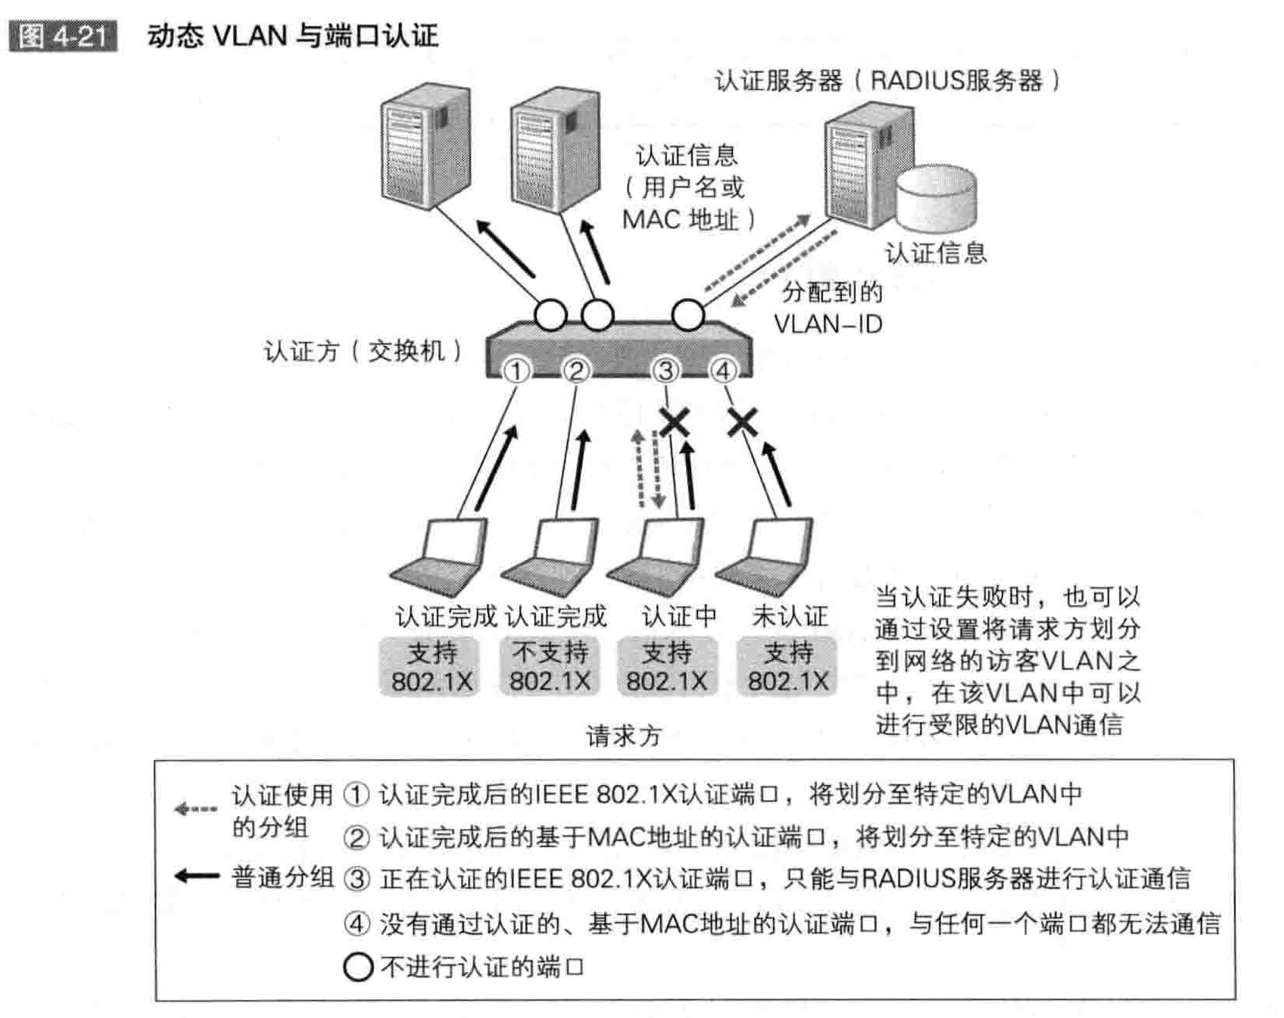 图 4-21 动态 VLAN 与端口认证
认证服务器（RADIUS服务器）
认证信息
（用户名或
MAC 地址）
认证信息
分配到的
VLAN-ID
认证方（交换机）
① ② ③ ④
认证完成 认证完成 认证中 未认证
支持 不支持 支持 支持
802.1X 802.1X 802.1X 802.1X
请求方
当认证失败时，也可以
通过设置将请求方划分
到网络的访客VLAN之
中，在该VLAN中可以
进行受限的VLAN通信
认证使用
的分组
普通分组
① 认证完成后的IEEE 802.1X认证端口，将划分至特定的VLAN中
② 认证完成后的基于MAC地址的认证端口，将划分至特定的VLAN中
③ 正在认证的IEEE 802.1X认证端口，只能与RADIUS服务器进行认证通信
④ 没有通过认证的、基于MAC地址的认证端口，与任何一个端口都无法通信
不进行认证的端口